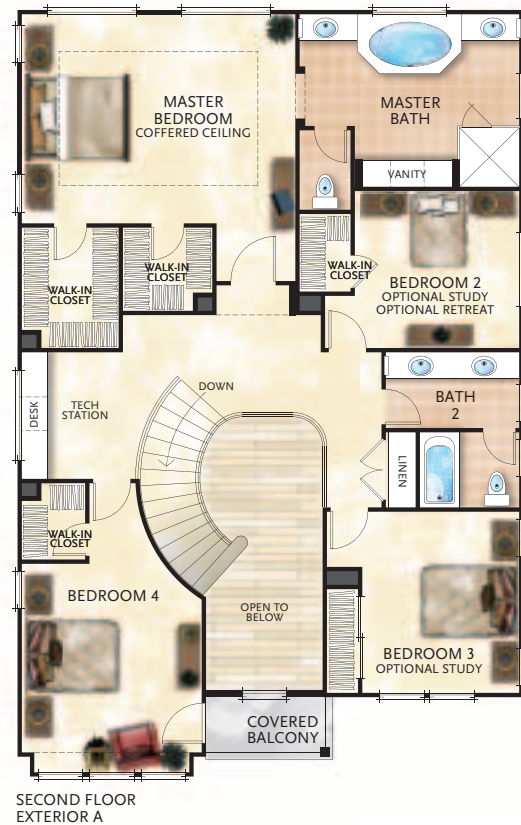 MASTER
BEDROOM
COFFERED CEILING
MASTER
BATH
VANITY
WALK-IN
CLOSET
WALK-IN
CLOSET
WALK-IN
CLOSET
BEDROOM 2
OPTIONAL STUDY
OPTIONAL RETREAT
DOWN
DESK
TECH
STATION
BATH
2
LINEN
WALK-IN
CLOSET
BEDROOM 4
OPEN TO
BELOW
BEDROOM 3
OPTIONAL STUDY
COVERED
BALCONY
SECOND FLOOR
EXTERIOR A